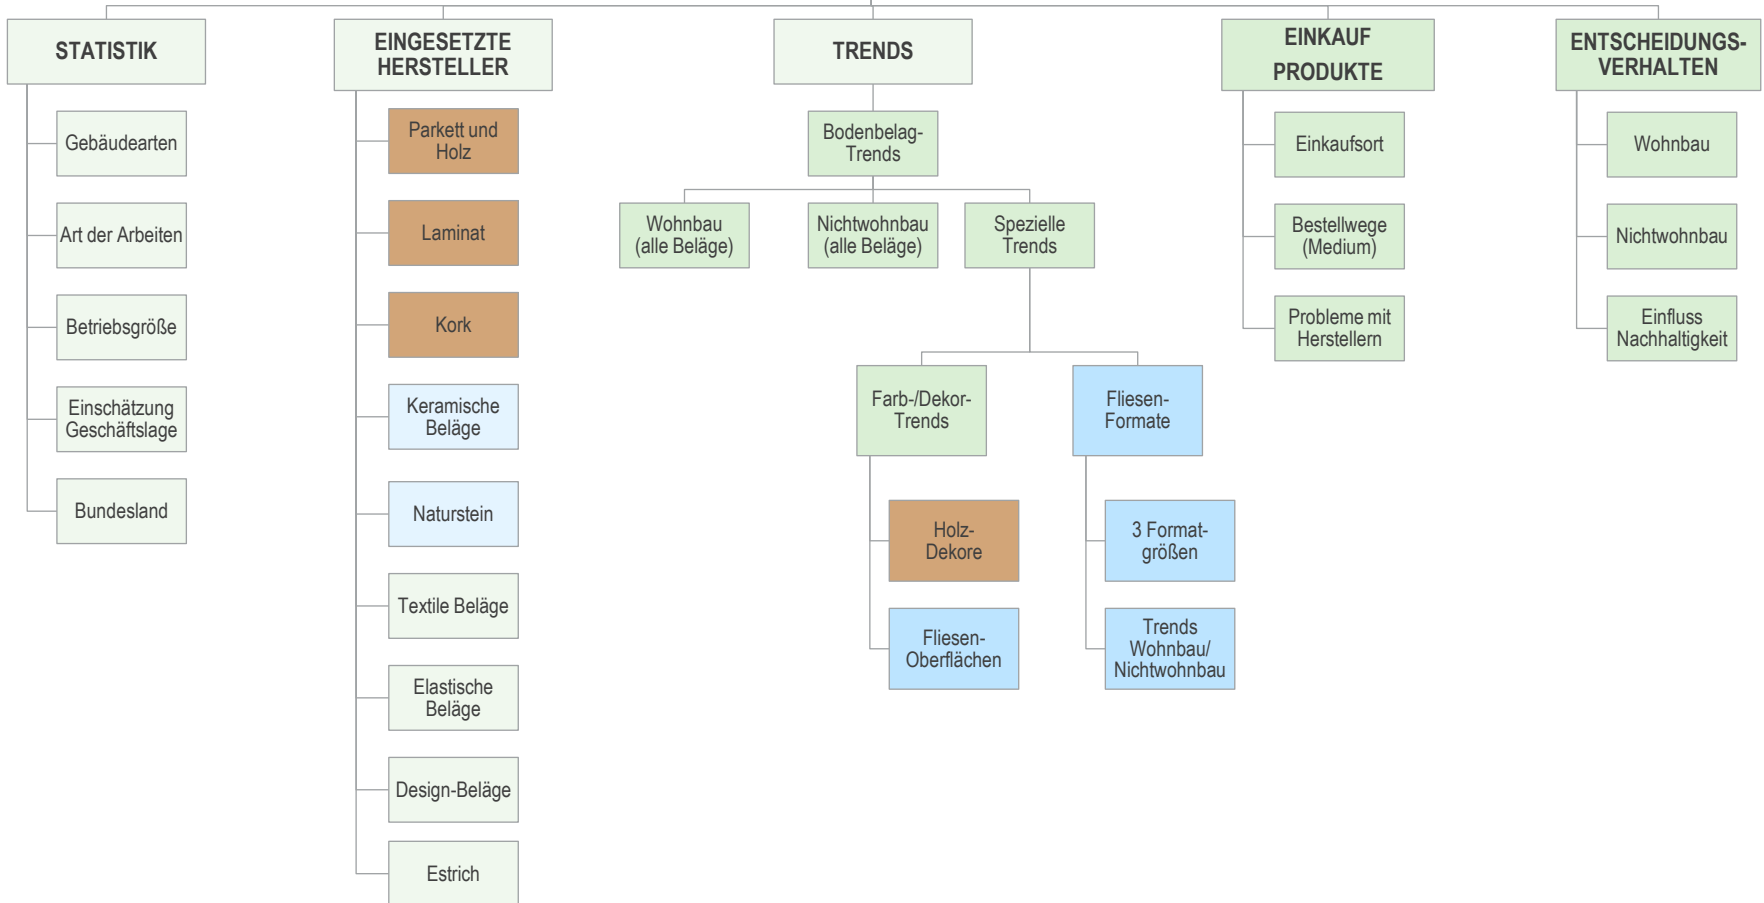 STATISTIK
Gebäudearten
Art der Arbeiten
Betriebsgröße
Einschätzung
Geschäftslage
Bundesland
EINGESETZTE
HERSTELLER
Parkett und
Holz
Laminat
Kork
Keramische
Beläge
Naturstein
Textile Beläge
Elastische
Beläge
Design-Beläge
Estrich
TRENDS
Bodenbelag-
Trends
Wohnbau
(alle Beläge)
Nichtwohnbau
(alle Beläge)
Spezielle
Trends
Farb-/Dekor-
Trends
Holz-
Dekore
Fliesen-
Oberflächen
Fliesen-
Formate
3 Format-
größen
Trends
Wohnbau/
Nichtwohnbau
EINKAUF
PRODUKTE
Einkaufsort
Bestellwege
(Medium)
Probleme mit
Herstellern
ENTSCHEIDUNGS-
VERHALTEN
Wohnbau
Nichtwohnbau
Einfluss
Nachhaltigkeit